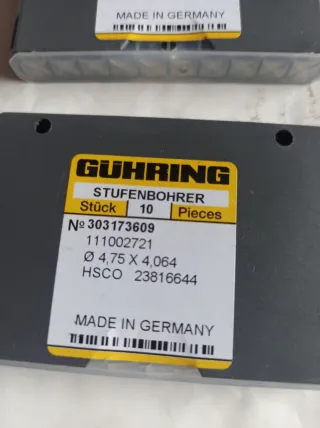 MADE IN GERMANY
GÜHRING
STUFENBOHRER
Stück 10 Pieces
№ 303173609
111002721
Ø 4,75 X 4,064
HSCO 23816644
MADE IN GERMANY